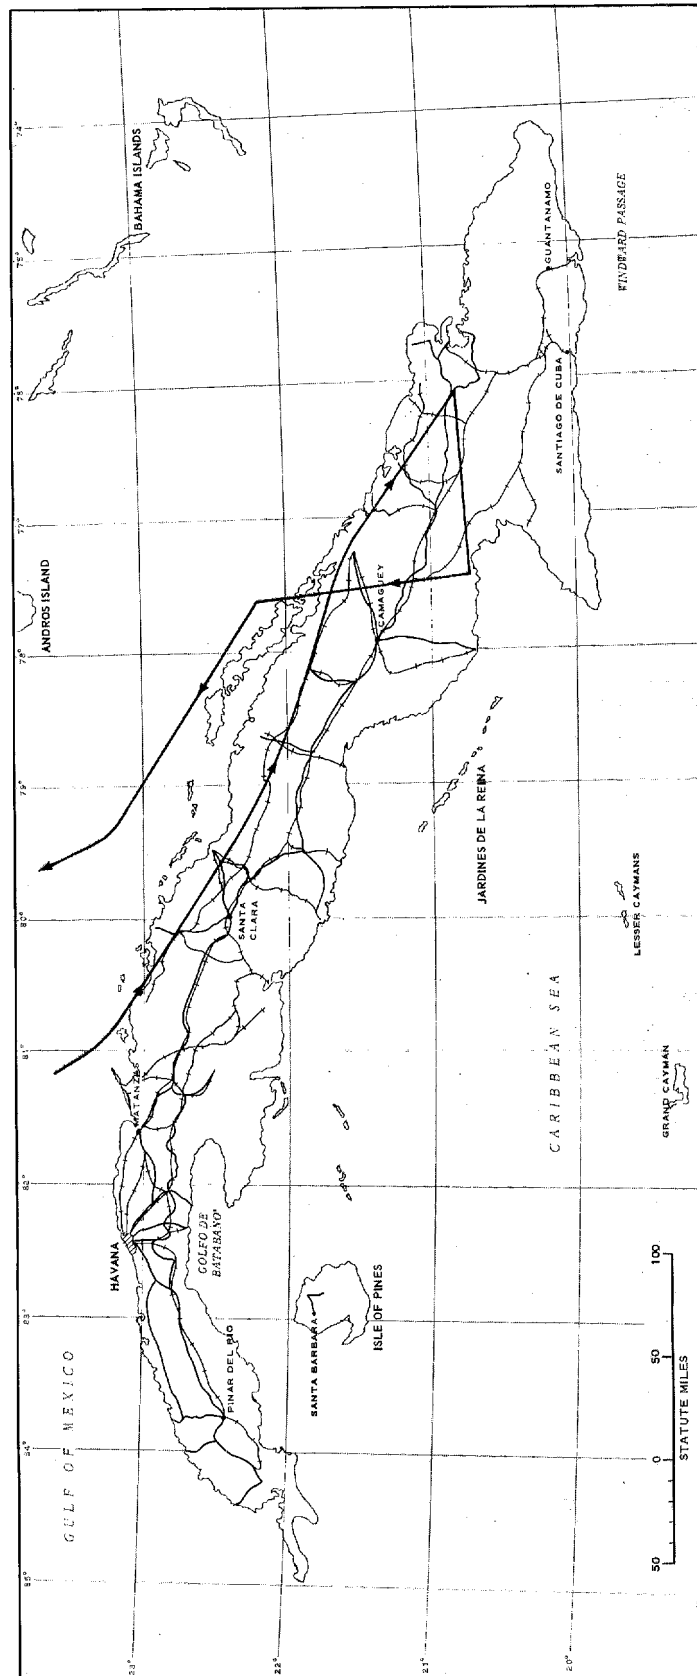 GULF OF MEXICO
HAVANA
MATANZAS
PINAR DEL RIO
GOLFO DE
BATABANO
SANTA BARBARA
ISLE OF PINES
SANTA
CLARA
CAMAGUEY
ANDROS ISLAND
BAHAMA ISLANDS
GUANTANAMO
SANTIAGO DE CUBA
WINDWARD PASSAGE
JARDINES DE LA REINA
LESSER CAYMANS
GRAND CAYMAN
CARIBBEAN SEA
85°
84°
83°
82°
81°
80°
79°
78°
77°
75°
74°
23°
22°
21°
20°
50
0
50
100
STATUTE MILES